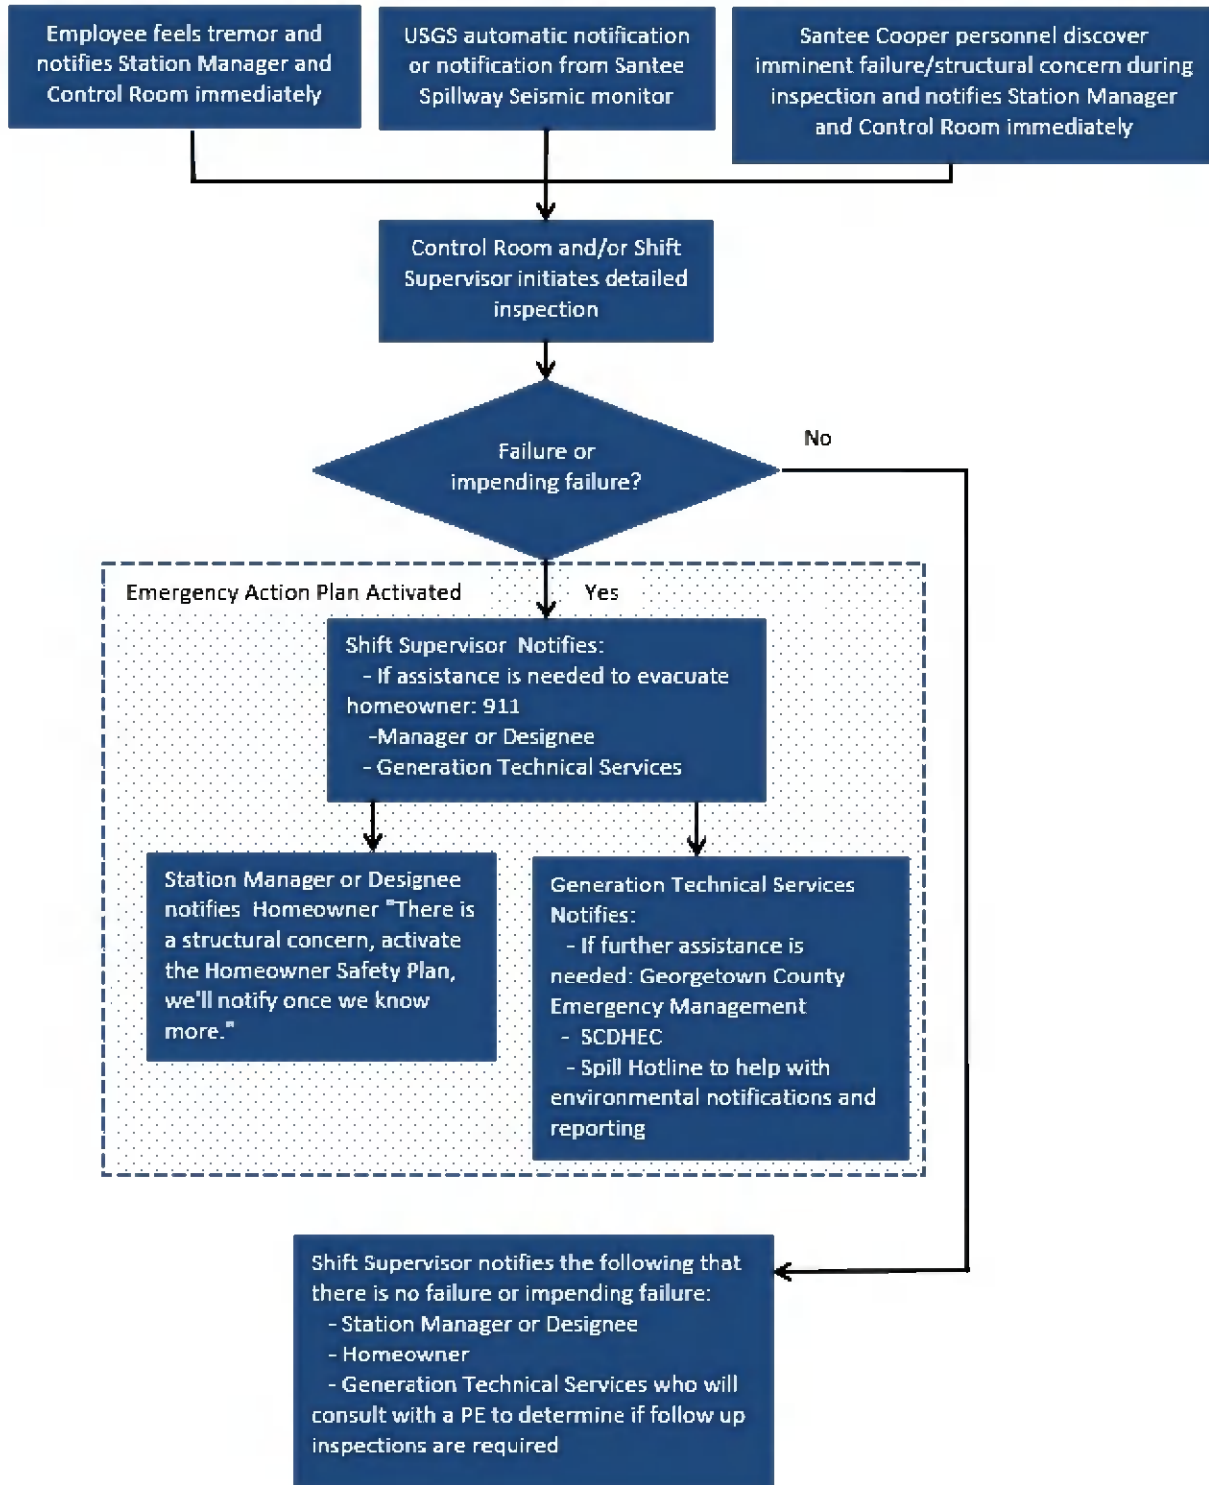 Employee feels tremor and
notifies Station Manager and
Control Room immediately
USGS automatic notification
or notification from Santee
Spillway Seismic monitor
Santee Cooper personnel discover
imminent failure/structural concern during
inspection and notifies Station Manager
and Control Room immediately
Control Room and/or Shift
Supervisor initiates detailed
inspection
Failure or
impending failure?
No
Emergency Action Plan Activated
Yes
Shift Supervisor Notifies:
- If assistance is needed to evacuate
homeowner: 911
-Manager or Designee
- Generation Technical Services
Station Manager or Designee
notifies Homeowner "There is
a structural concern, activate
the Homeowner Safety Plan,
we'll notify once we know
more."
Generation Technical Services
Notifies:
- If further assistance is
needed: Georgetown County
Emergency Management
- SCDHEC
- Spill Hotline to help with
environmental notifications and
reporting
Shift Supervisor notifies the following that
there is no failure or impending failure:
- Station Manager or Designee
- Homeowner
- Generation Technical Services who will
consult with a PE to determine if follow up
inspections are required